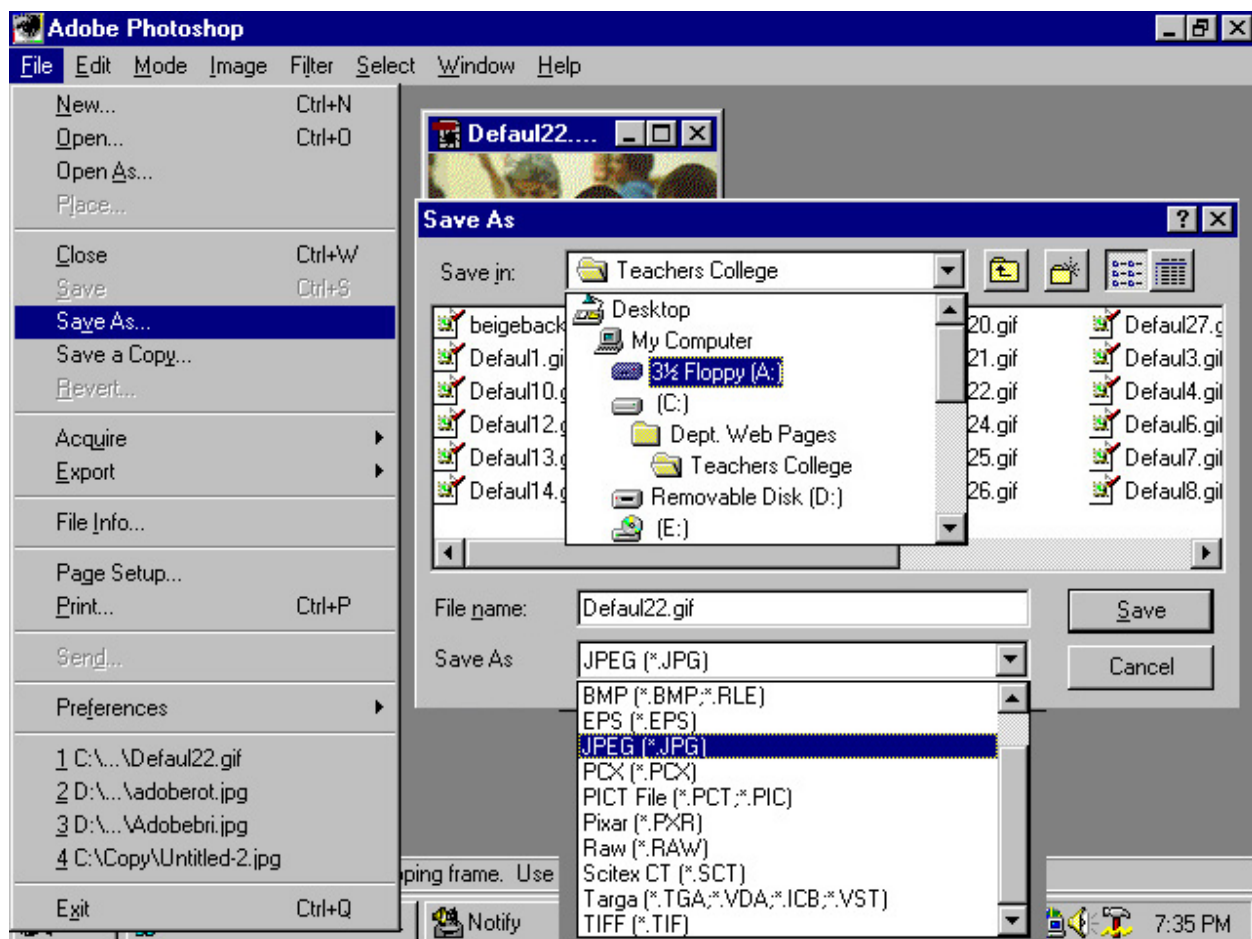 Adobe Photoshop
File Edit Mode Image Filter Select Window Help
New... Ctrl+N
Open... Ctrl+O
Open As...
Place...
Close Ctrl+W
Save Ctrl+S
Save As...
Save a Copy...
Revert...
Acquire
Export
File Info...
Page Setup...
Print... Ctrl+P
Send...
Preferences
1 C:\...\Defaul22.gif
2 D:\...\adoberot.jpg
3 D:\...\Adobebri.jpg
4 C:\Copy\Untitled-2.jpg
Exit Ctrl+Q
Defaul22....
Save As
Save in: Teachers College
Desktop
My Computer
3½ Floppy (A:)
(C:)
Dept. Web Pages
Teachers College
Removable Disk (D:)
(E:)
beigeback
Defaul1.gi
Defaul10.g
Defaul12.g
Defaul13.g
Defaul14.g
20.gif
21.gif
22.gif
24.gif
25.gif
26.gif
Defaul27.g
Defaul3.gif
Defaul4.gif
Defaul6.gif
Defaul7.gif
Defaul8.gif
File name: Defaul22.gif Save
Save As JPEG (*.JPG) Cancel
BMP (*.BMP;*.RLE)
EPS (*.EPS)
JPEG (*.JPG)
PCX (*.PCX)
PICT File (*.PCT;*.PIC)
Pixar (*.PXR)
Raw (*.RAW)
Scitex CT (*.SCT)
Targa (*.TGA;*.VDA;*.ICB;*.VST)
TIFF (*.TIF)
ping frame. Use
Notify 7:35 PM